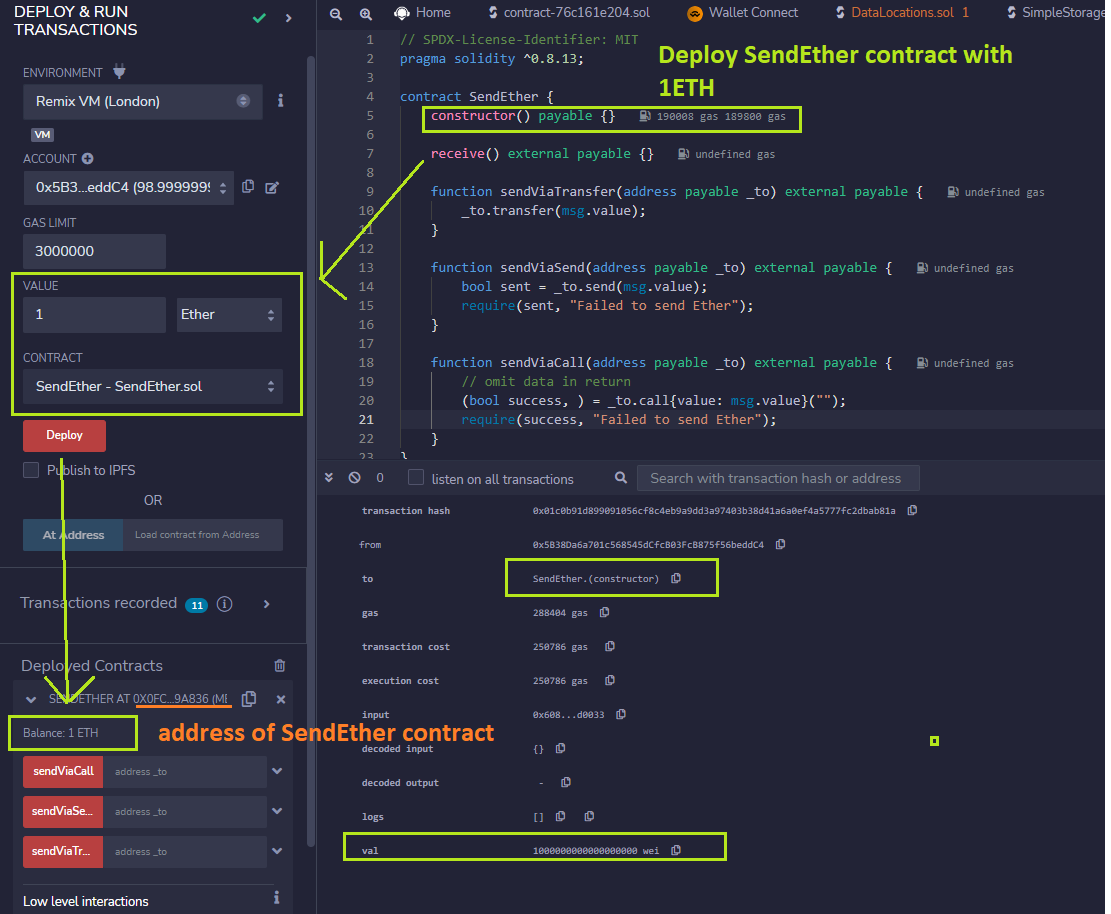 DEPLOY & RUN
TRANSACTIONS
ENVIRONMENT
Remix VM (London)
VM
ACCOUNT
0x5B3...eddC4 (98.9999999
GAS LIMIT
3000000
VALUE
1
Ether
CONTRACT
SendEther - SendEther.sol
Deploy
Publish to IPFS
OR
At Address
Load contract from Address
Transactions recorded 11
Deployed Contracts
SENDETHER AT 0X0FC...9A836 (ME
Balance: 1 ETH
address of SendEther contract
sendViaCall
address _to
sendViaSe...
address _to
sendViaTr...
address _to
Low level interactions
Home
contract-76c161e204.sol
Wallet Connect
DataLocations.sol 1
SimpleStorage
Deploy SendEther contract with
1ETH
1 // SPDX-License-Identifier: MIT
2 pragma solidity ^0.8.13;
3
4 contract SendEther {
5 constructor() payable {} 190008 gas 189800 gas
6
7 receive() external payable {} undefined gas
8
9 function sendViaTransfer(address payable _to) external payable { undefined gas
10 _to.transfer(msg.value);
11 }
12
13 function sendViaSend(address payable _to) external payable { undefined gas
14 bool sent = _to.send(msg.value);
15 require(sent, "Failed to send Ether");
16 }
17
18 function sendViaCall(address payable _to) external payable { undefined gas
19 // omit data in return
20 (bool success, ) = _to.call{value: msg.value}("");
21 require(success, "Failed to send Ether");
22 }
23 }
0
listen on all transactions
Search with transaction hash or address
transaction hash 0x01c0b91d899091056cf8c4eb9a9dd3a97403b38d41a6a0ef4a5777fc2dbab81a
from 0x5B38Da6a701c568545dCfcB03FcB875f56beddC4
to SendEther.(constructor)
gas 288404 gas
transaction cost 250786 gas
execution cost 250786 gas
input 0x608...d0033
decoded input {}
decoded output -
logs []
val 1000000000000000000 wei